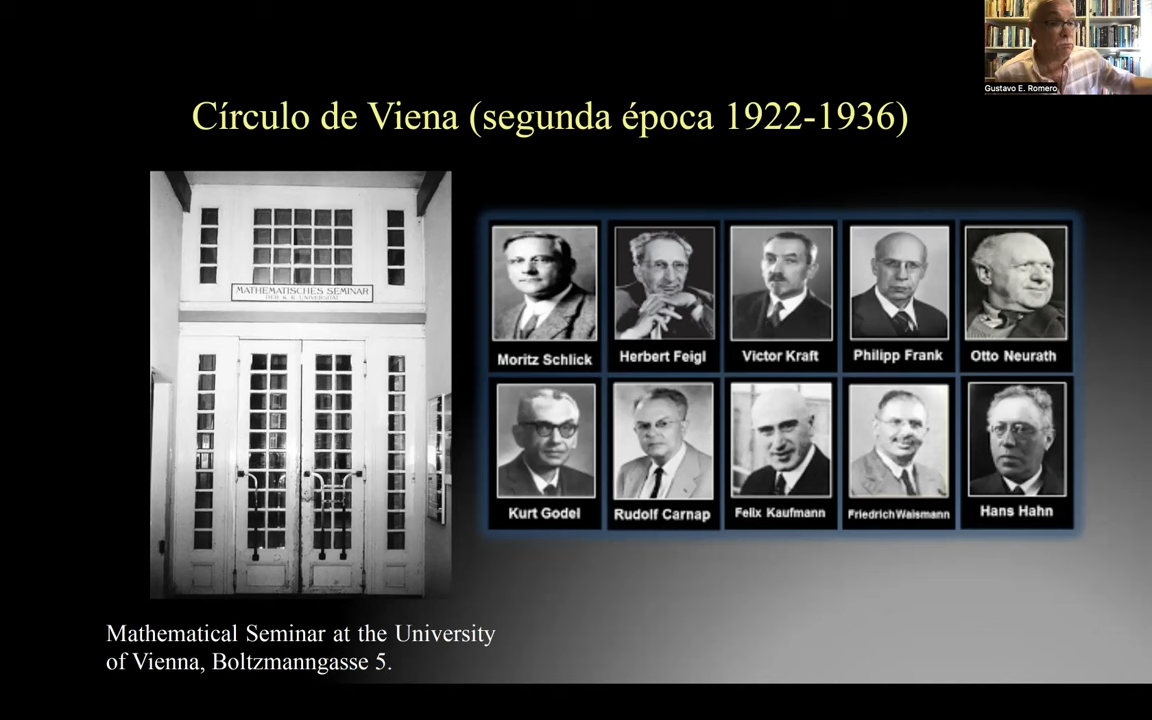 Gustavo E. Romero
Círculo de Viena (segunda época 1922-1936)
MATHEMATISCHES SEMINAR
DER K. K. UNIVERSITÄT
Moritz Schlick
Herbert Feigl
Victor Kraft
Philipp Frank
Otto Neurath
Kurt Godel
Rudolf Carnap
Felix Kaufmann
Friedrich Waismann
Hans Hahn
Mathematical Seminar at the University
of Vienna, Boltzmanngasse 5.